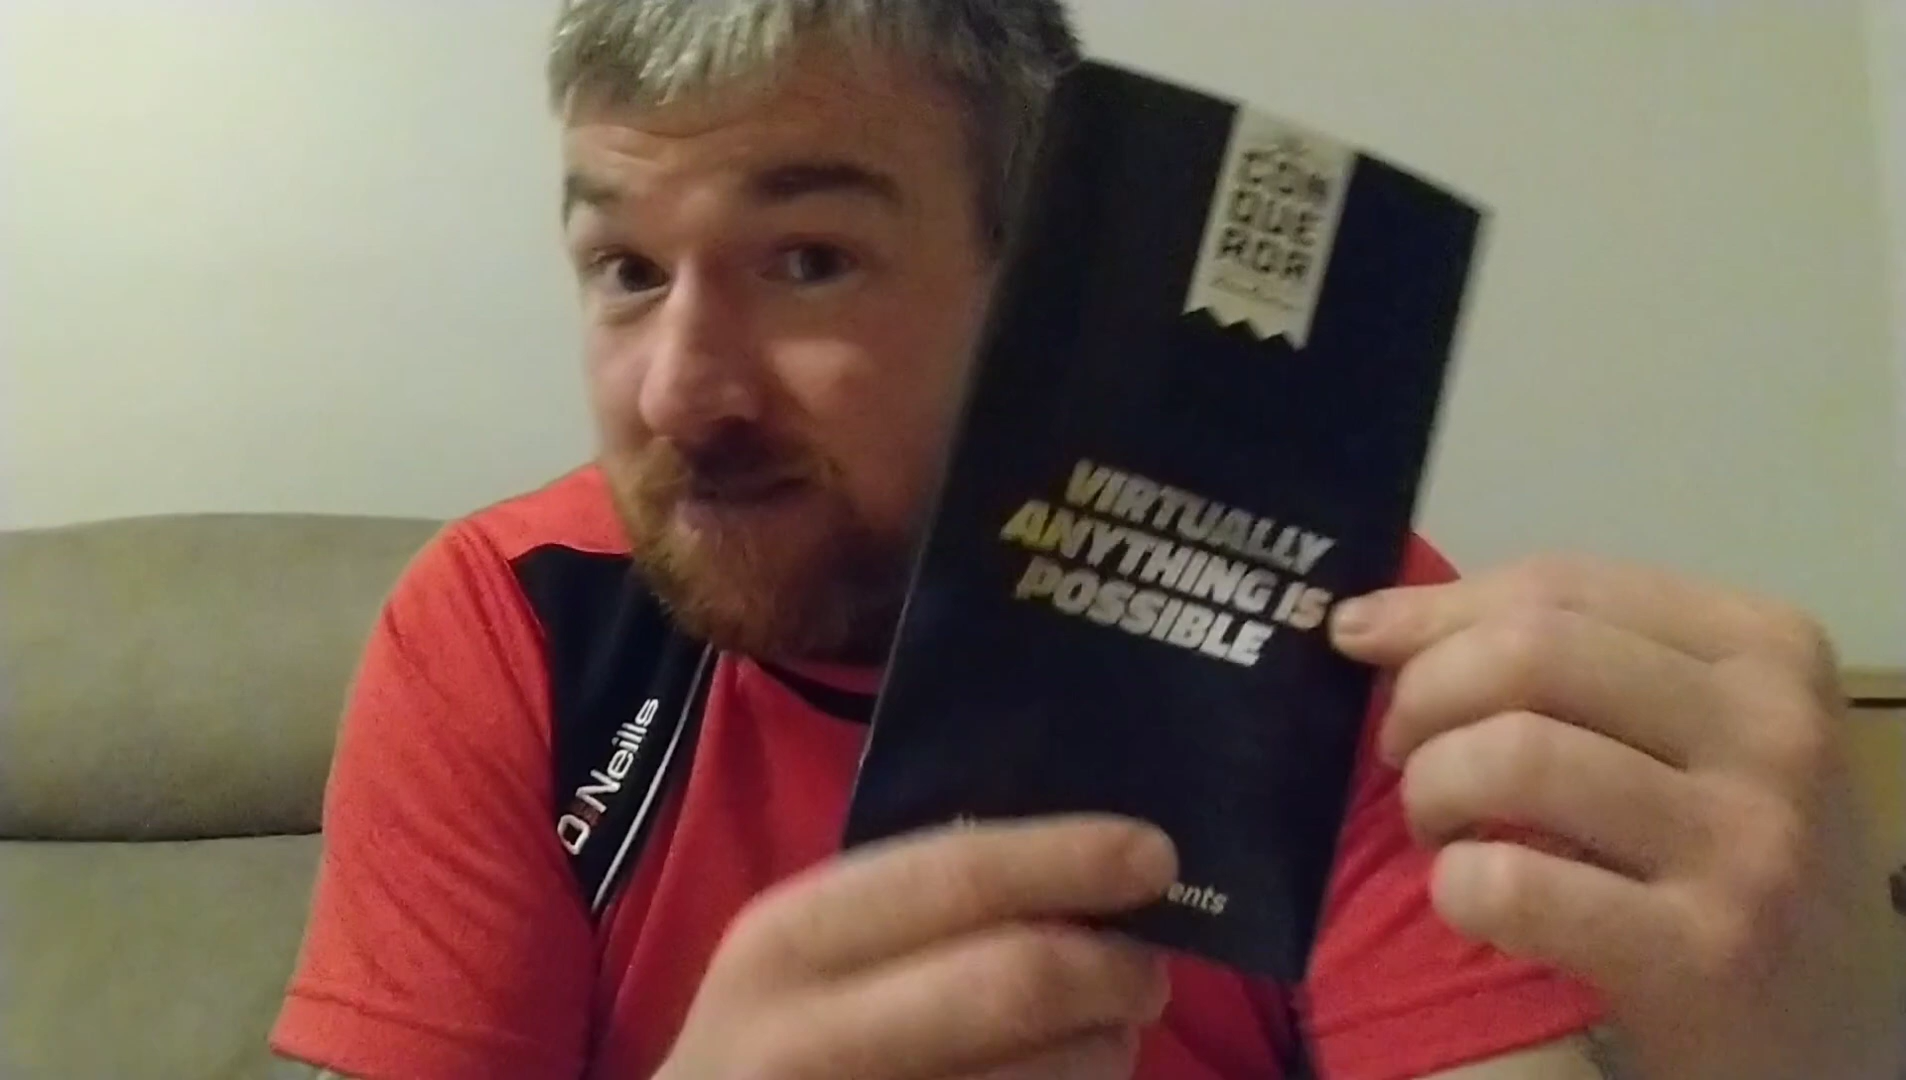 CON
QUE
ROR
VIRTUALLY
ANYTHING IS
POSSIBLE
O'Neills